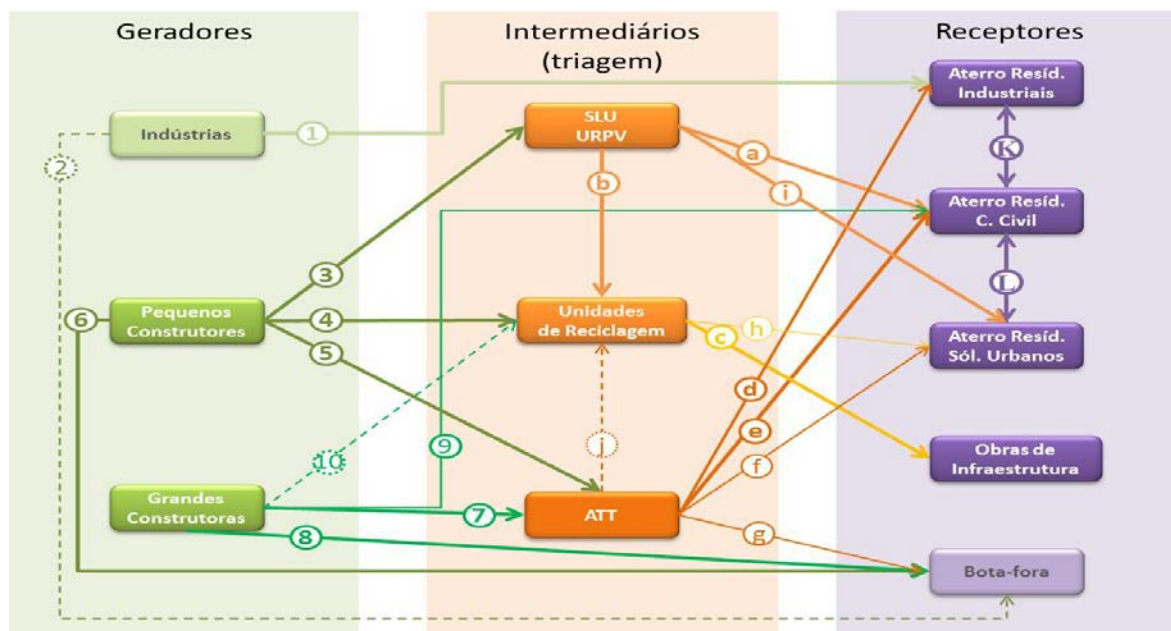 Geradores
Intermediários
(triagem)
Receptores
Indústrias
1
2
SLU
URPV
Aterro Resíd.
Industriais
K
a
b
i
Aterro Resíd.
C. Civil
3
L
6
Pequenos
Construtores
4
5
Unidades
de Reciclagem
h
c
Aterro Resíd.
Sól. Urbanos
d
9
e
10
j
f
Obras de
Infraestrutura
Grandes
Construtoras
7
8
ATT
g
Bota-fora